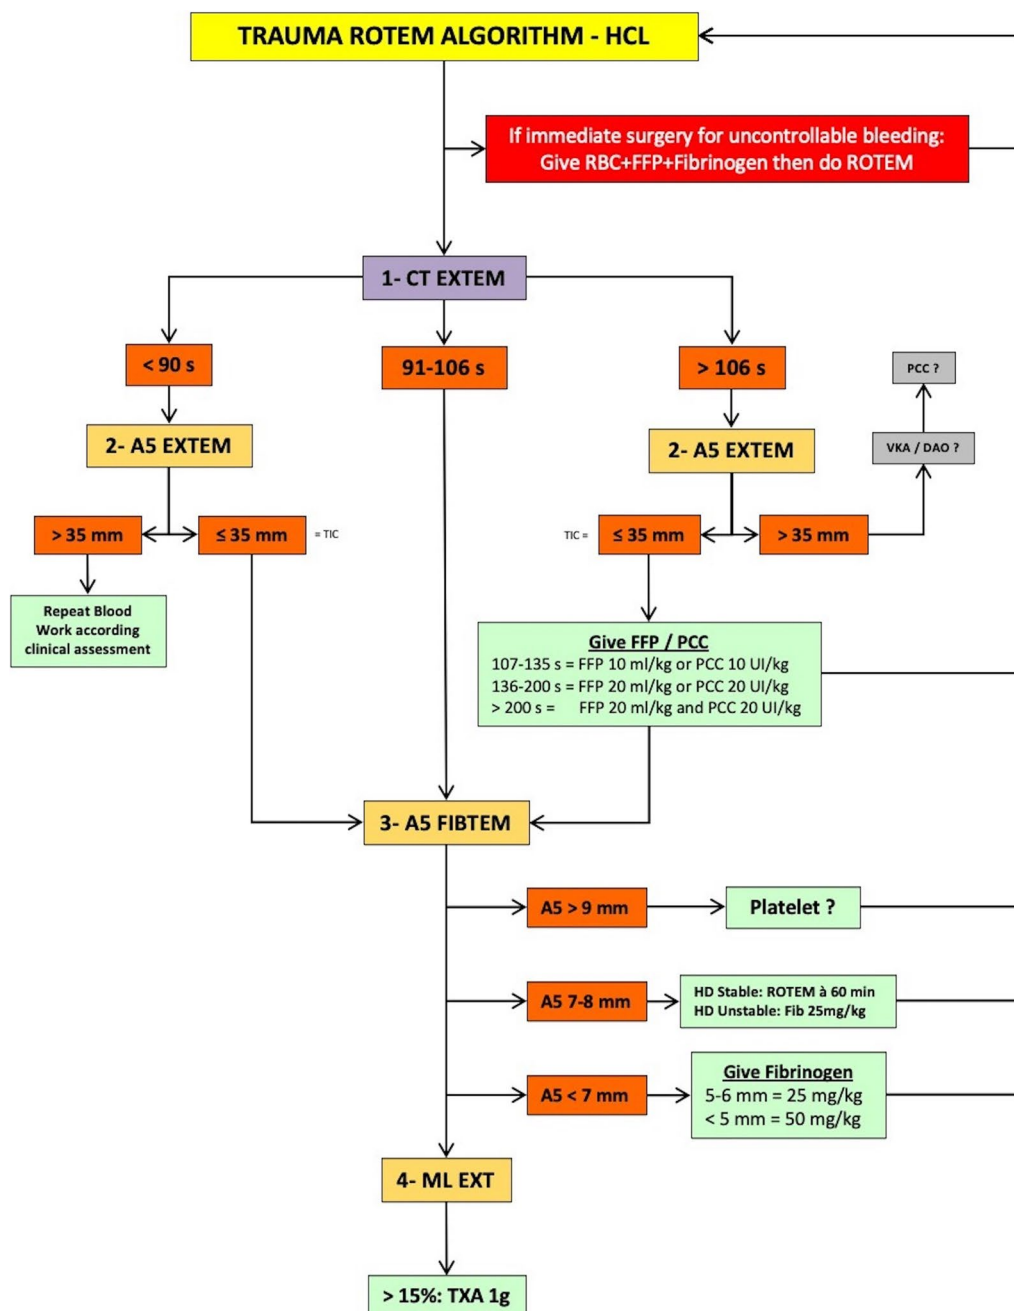 TRAUMA ROTEM ALGORITHM - HCL
If immediate surgery for uncontrollable bleeding:
Give RBC+FFP+Fibrinogen then do ROTEM
1- CT EXTEM
< 90 s
91-106 s
> 106 s
PCC ?
2- A5 EXTEM
2- A5 EXTEM
VKA / DAO ?
> 35 mm
≤ 35 mm
= TIC
TIC =
≤ 35 mm
> 35 mm
Repeat Blood
Work according
clinical assessment
Give FFP / PCC
107-135 s = FFP 10 ml/kg or PCC 10 UI/kg
136-200 s = FFP 20 ml/kg or PCC 20 UI/kg
> 200 s = FFP 20 ml/kg and PCC 20 UI/kg
3- A5 FIBTEM
A5 > 9 mm
Platelet ?
A5 7-8 mm
HD Stable: ROTEM à 60 min
HD Unstable: Fib 25mg/kg
A5 < 7 mm
Give Fibrinogen
5-6 mm = 25 mg/kg
< 5 mm = 50 mg/kg
4- ML EXT
> 15%: TXA 1g